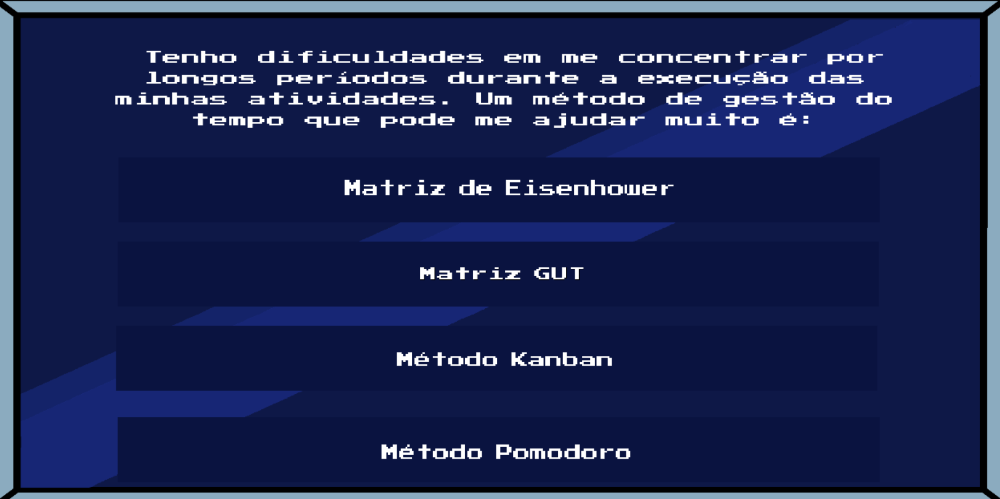 Tenho dificuldades em me concentrar por
longos períodos durante a execução das
minhas atividades. Um método de gestão do
tempo que pode me ajudar muito é:
Matriz de Eisenhower
Matriz GUT
Método Kanban
Método Pomodoro